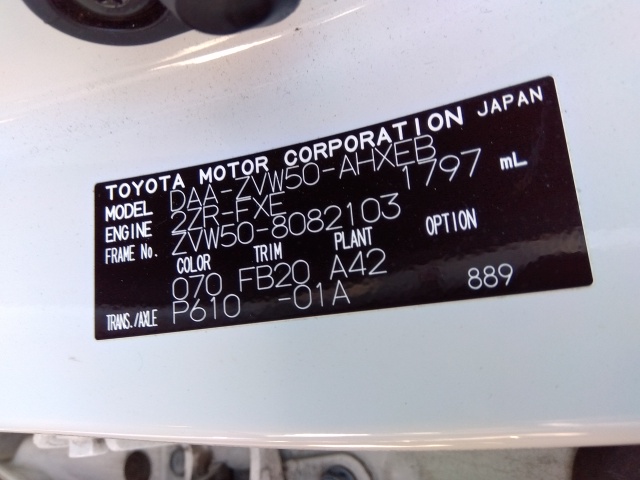 TOYOTA MOTOR CORPORATION JAPAN
MODEL DAA-ZVW50-AHXEB
ENGINE 2ZR-FXE 1797 mL
FRAME No. ZVW50-8082103
COLOR TRIM PLANT OPTION
070 FB20 A42
TRANS./AXLE P610 -01A 889